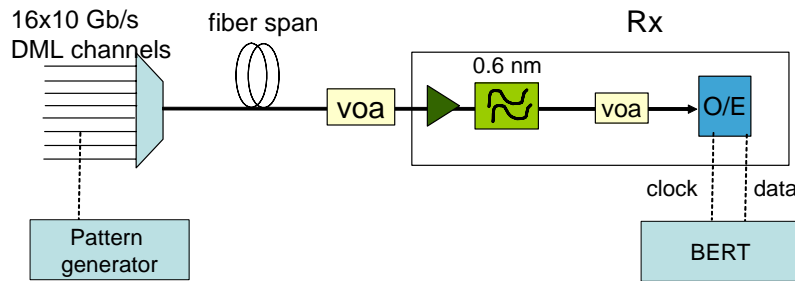 16x10 Gb/s
DML channels
fiber span
Rx
0.6 nm
voa
voa
O/E
clock
data
Pattern
generator
BERT